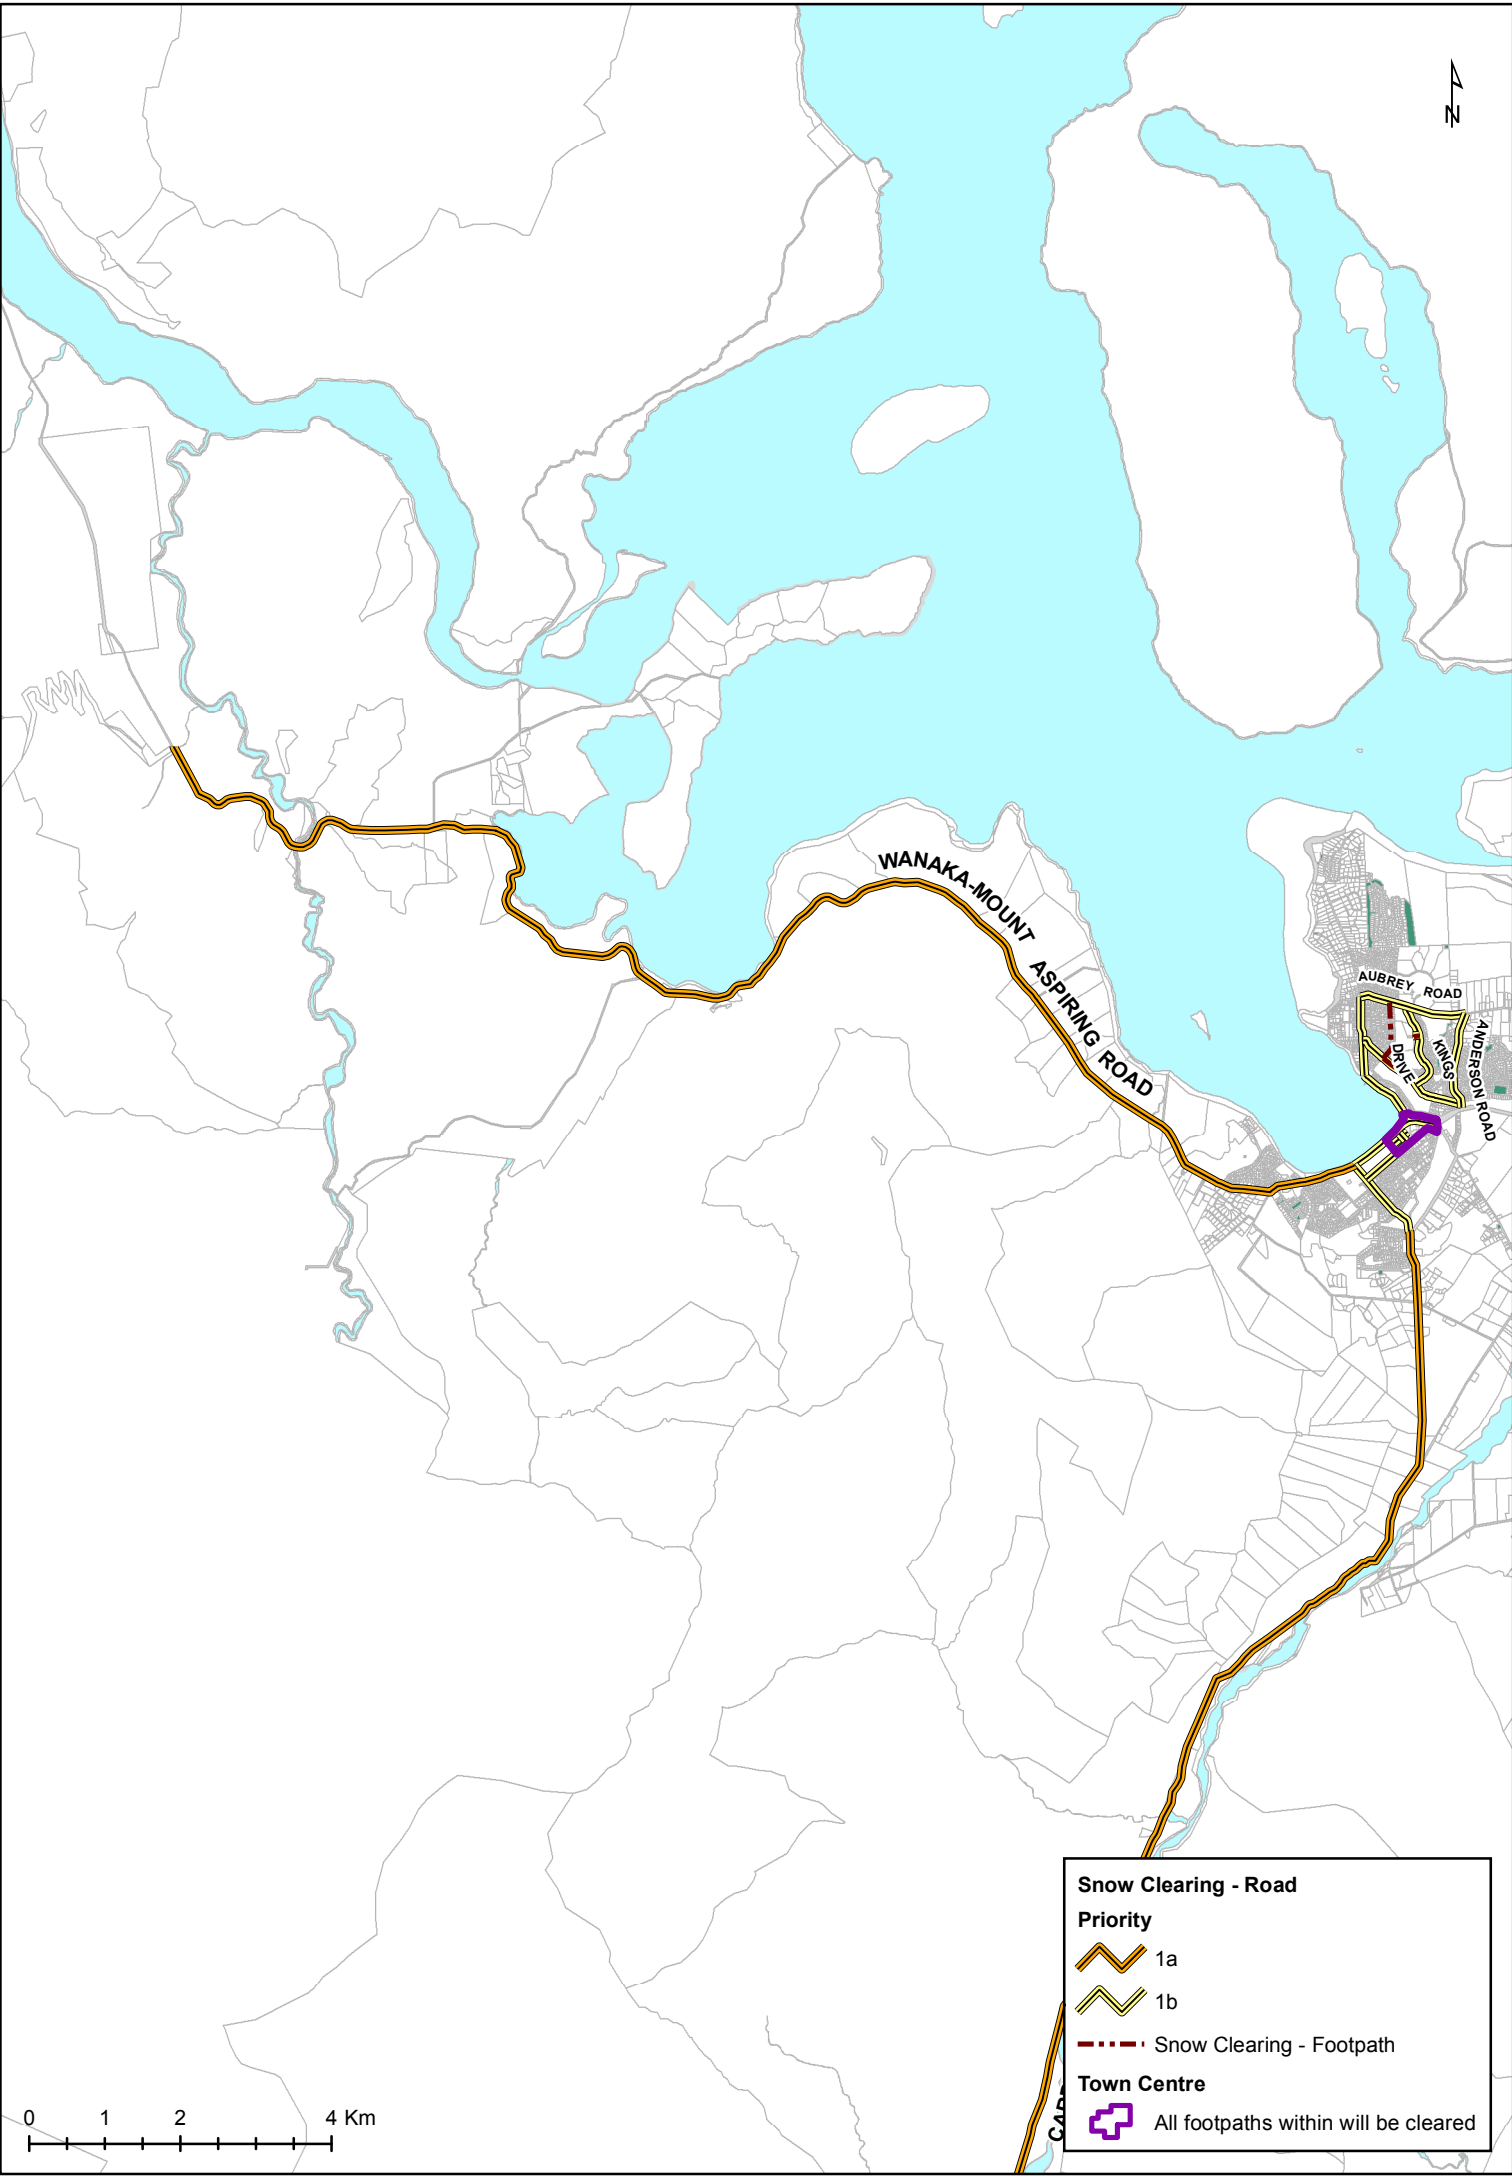 N
WANAKA-MOUNT ASPIRING ROAD
AUBREY ROAD
KINGS DRIVE
ANDERSON ROAD
Snow Clearing - Road
Priority
1a
1b
Snow Clearing - Footpath
Town Centre
All footpaths within will be cleared
0 1 2 4 Km